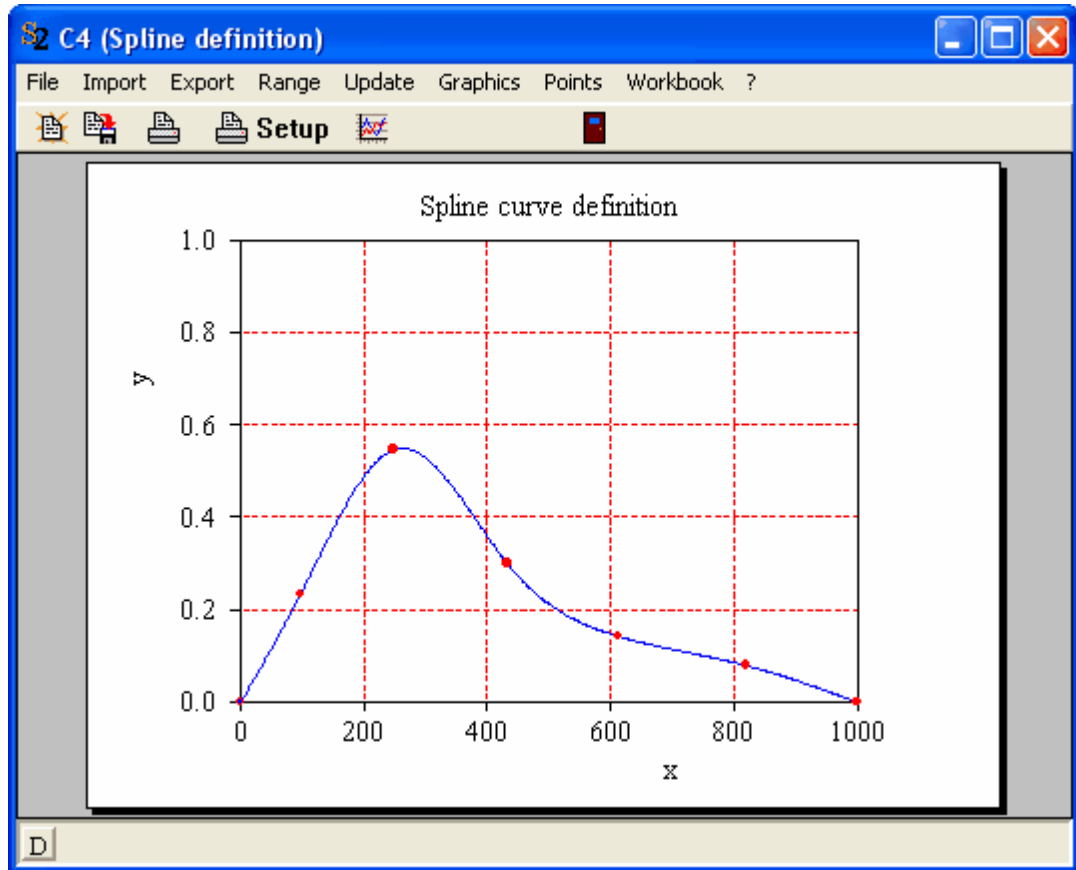 S2 C4 (Spline definition)
File Import Export Range Update Graphics Points Workbook ?
Setup
Spline curve definition
1.0
0.8
y
0.6
0.4
0.2
0.0
0 200 400 600 800 1000
x
D